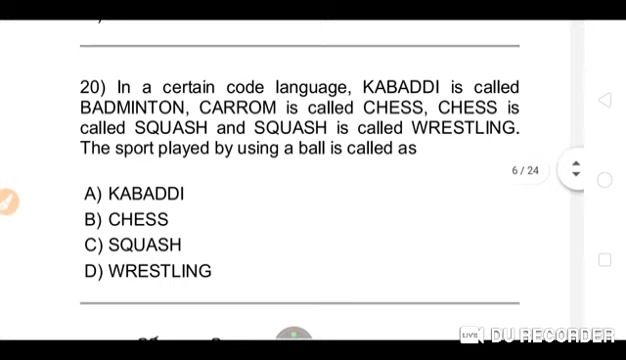 20) In a certain code language, KABADDI is called
BADMINTON, CARROM is called CHESS, CHESS is
called SQUASH and SQUASH is called WRESTLING.
The sport played by using a ball is called as
6 / 24
A) KABADDI
B) CHESS
C) SQUASH
D) WRESTLING
LIVE DU RECORDER